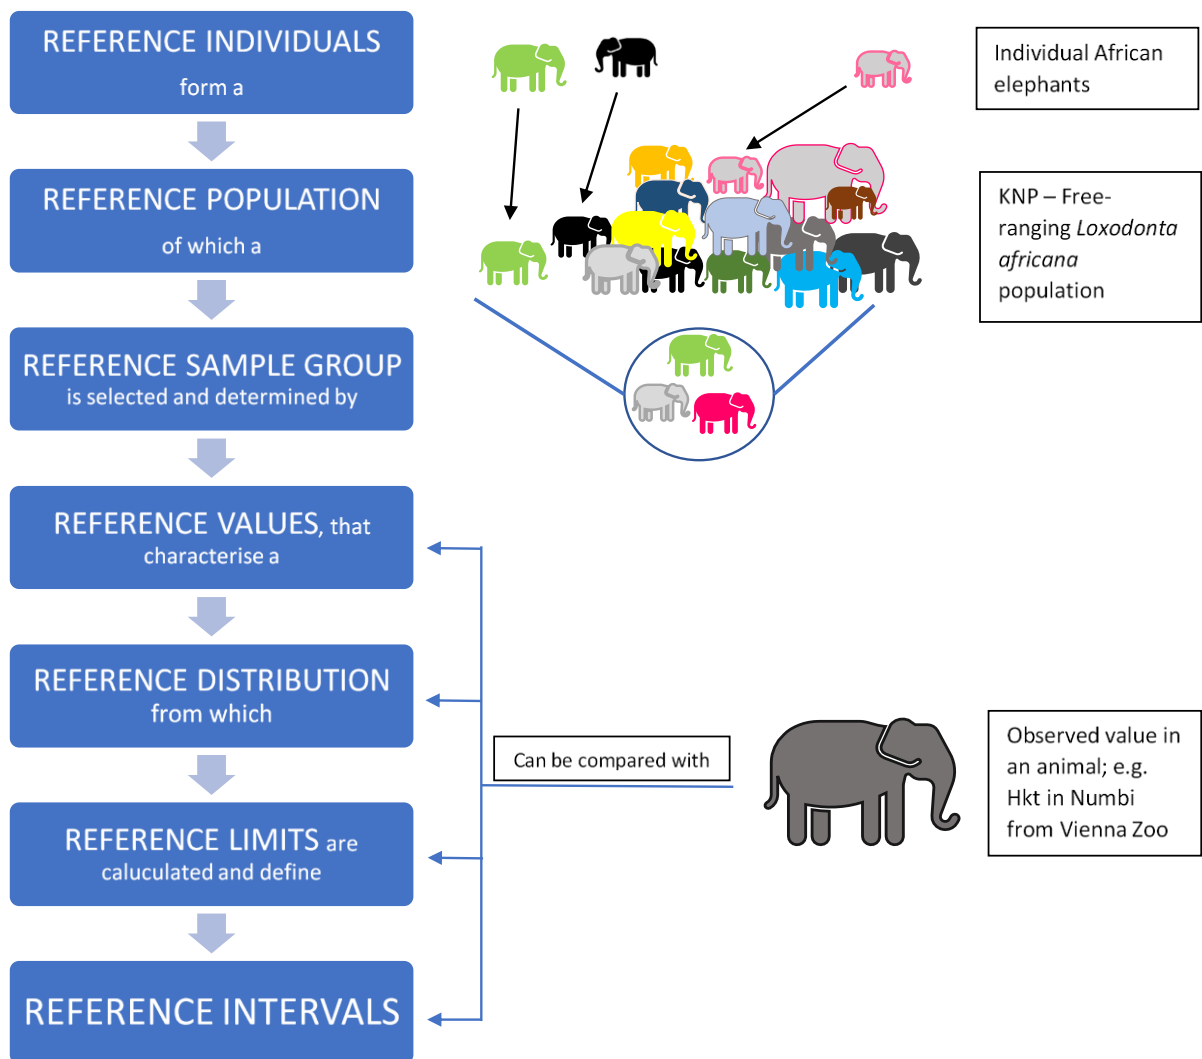 REFERENCE INDIVIDUALS
form a
REFERENCE POPULATION
of which a
REFERENCE SAMPLE GROUP
is selected and determined by
REFERENCE VALUES, that
characterise a
REFERENCE DISTRIBUTION
from which
REFERENCE LIMITS are
caluculated and define
REFERENCE INTERVALS
Individual African
elephants
KNP – Free-
ranging Loxodonta
africana
population
Can be compared with
Observed value in
an animal; e.g.
Hkt in Numbi
from Vienna Zoo